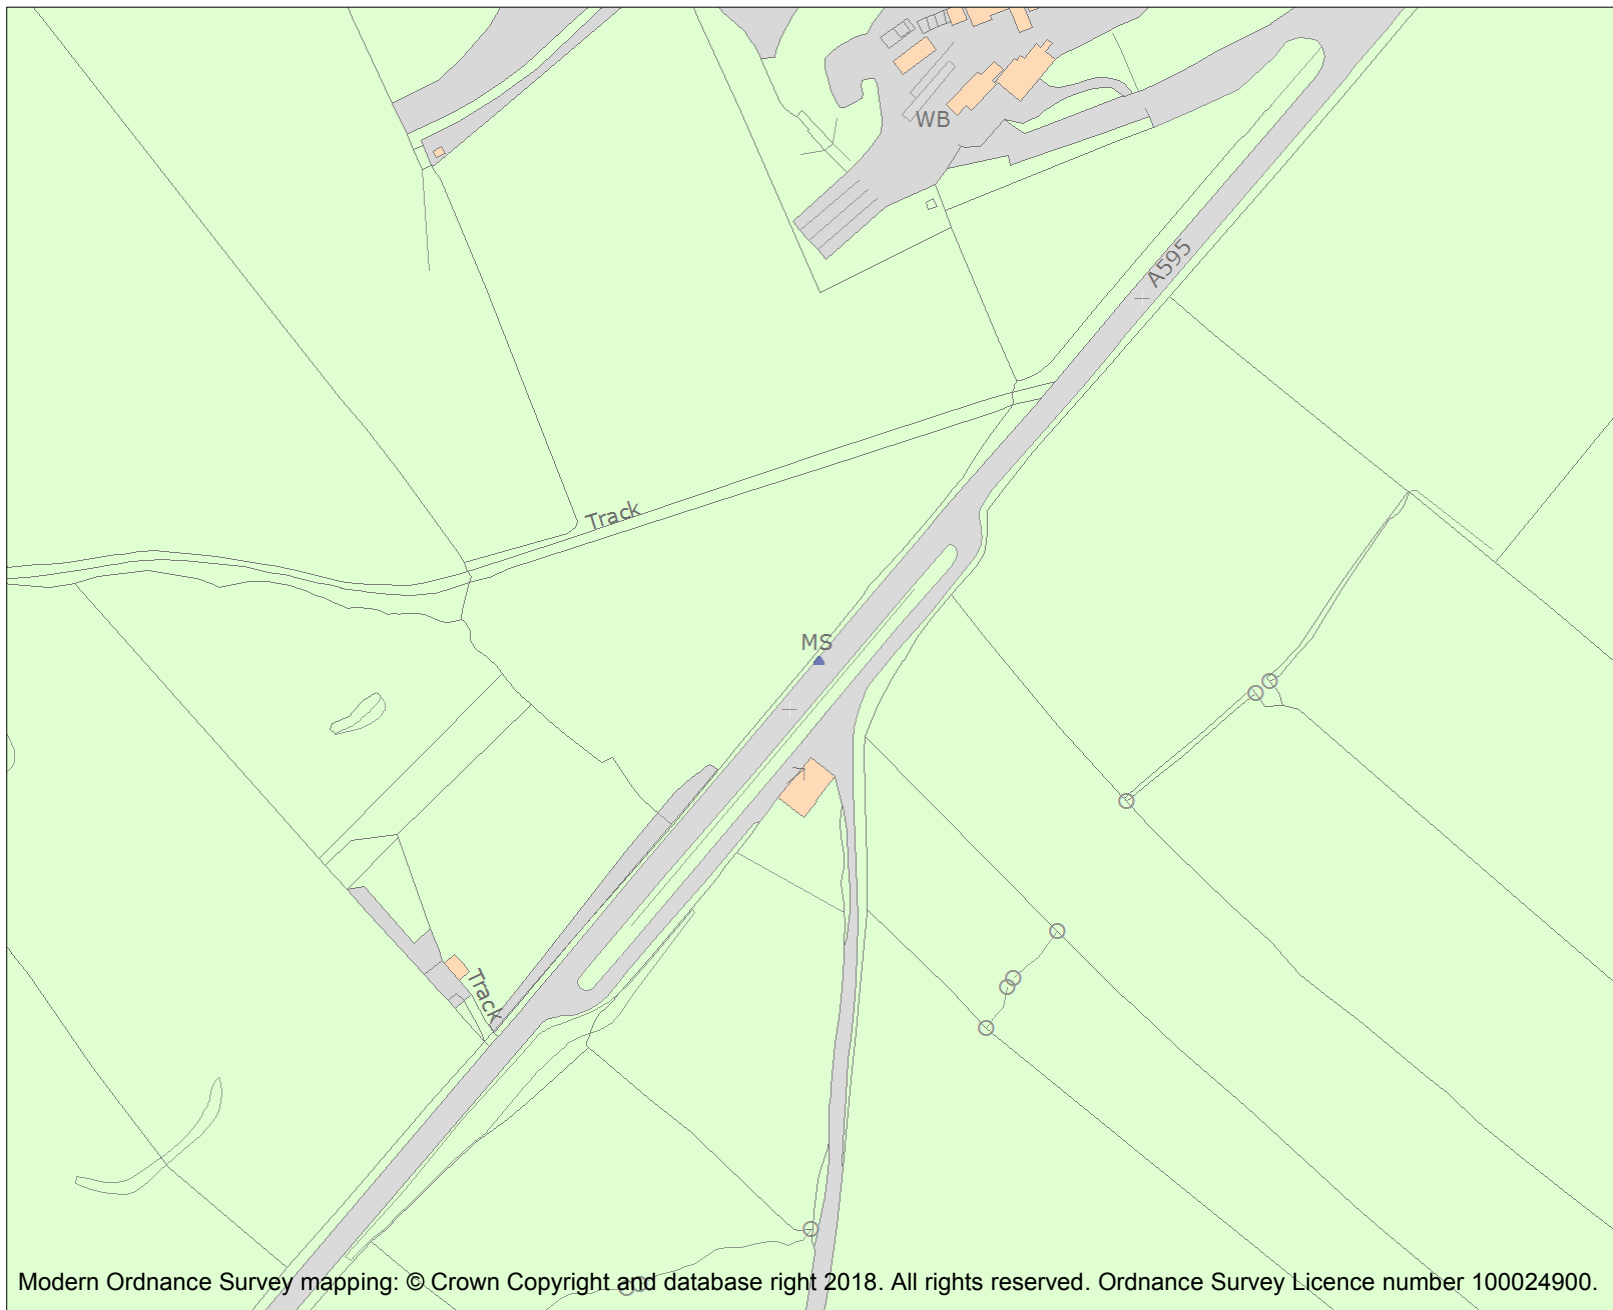 WB
A595
Track
MS
Track
Modern Ordnance Survey mapping: © Crown Copyright and database right 2018. All rights reserved. Ordnance Survey Licence number 100024900.